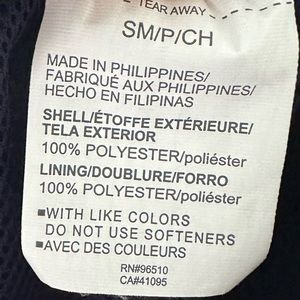 TEAR AWAY
SM/P/CH
MADE IN PHILIPPINES/
FABRIQUÉ AUX PHILIPPINES/
HECHO EN FILIPINAS
SHELL/ÉTOFFE EXTÉRIEURE/
TELA EXTERIOR
100% POLYESTER/poliéster
LINING/DOUBLURE/FORRO
100% POLYESTER/poliéster
■WITH LIKE COLORS
DO NOT USE SOFTENERS
■AVEC DES COULEURS
RN#96510
CA#41095